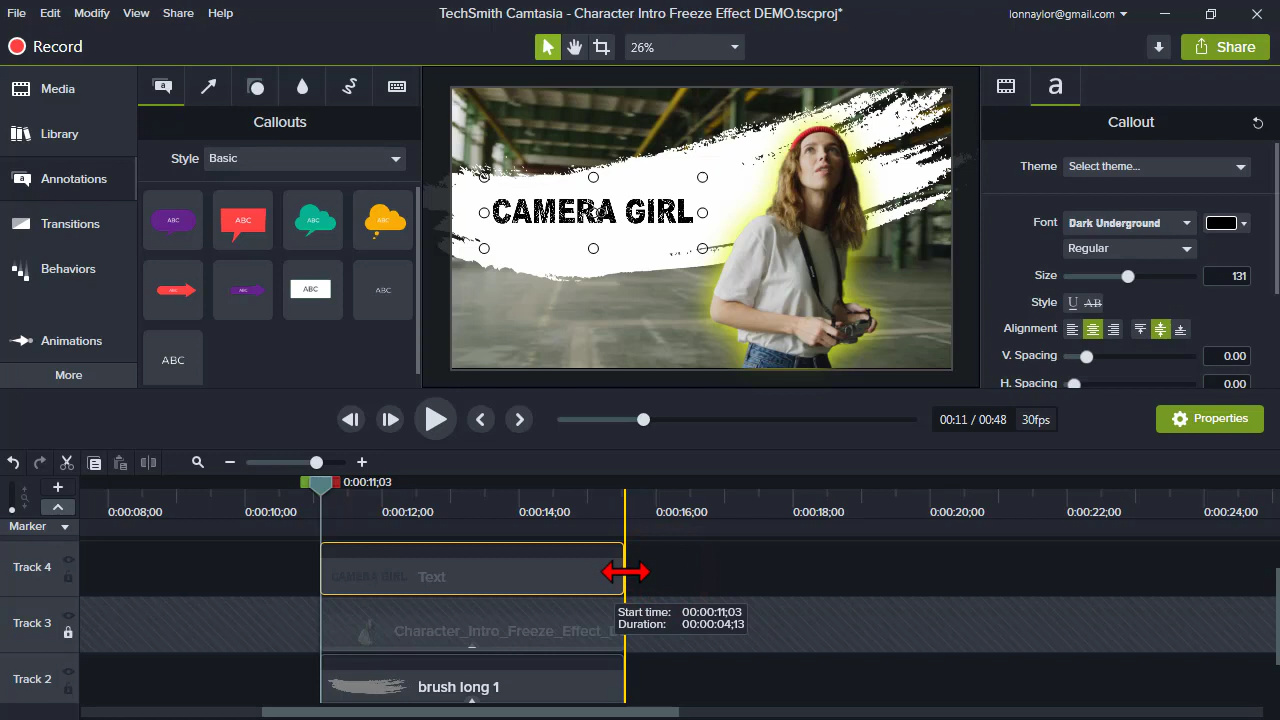 File Edit Modify View Share Help
TechSmith Camtasia - Character Intro Freeze Effect DEMO.tscproj*
lonnaylor@gmail.com
Record
26%
Share
Media
Library
Annotations
Transitions
Behaviors
Animations
More
Callouts
Style Basic
ABC ABC ABC ABC
ABC ABC ABC ABC
ABC
CAMERA GIRL
Callout
Theme Select theme...
Font Dark Underground
Regular
Size 131
Style U AB
Alignment
V. Spacing 0.00
H. Spacing 0.00
00:11 / 00:48 30fps
Properties
0:00:11;03
0:00:08;00 0:00:10;00 0:00:12;00 0:00:14;00 0:00:16;00 0:00:18;00 0:00:20;00 0:00:22;00 0:00:24;00
Marker
Track 4
CAMERA GIRL Text
Track 3
Character_Intro_Freeze_Effect_D
Start time: 00:00:11;03
Duration: 00:00:04;13
Track 2
brush long 1